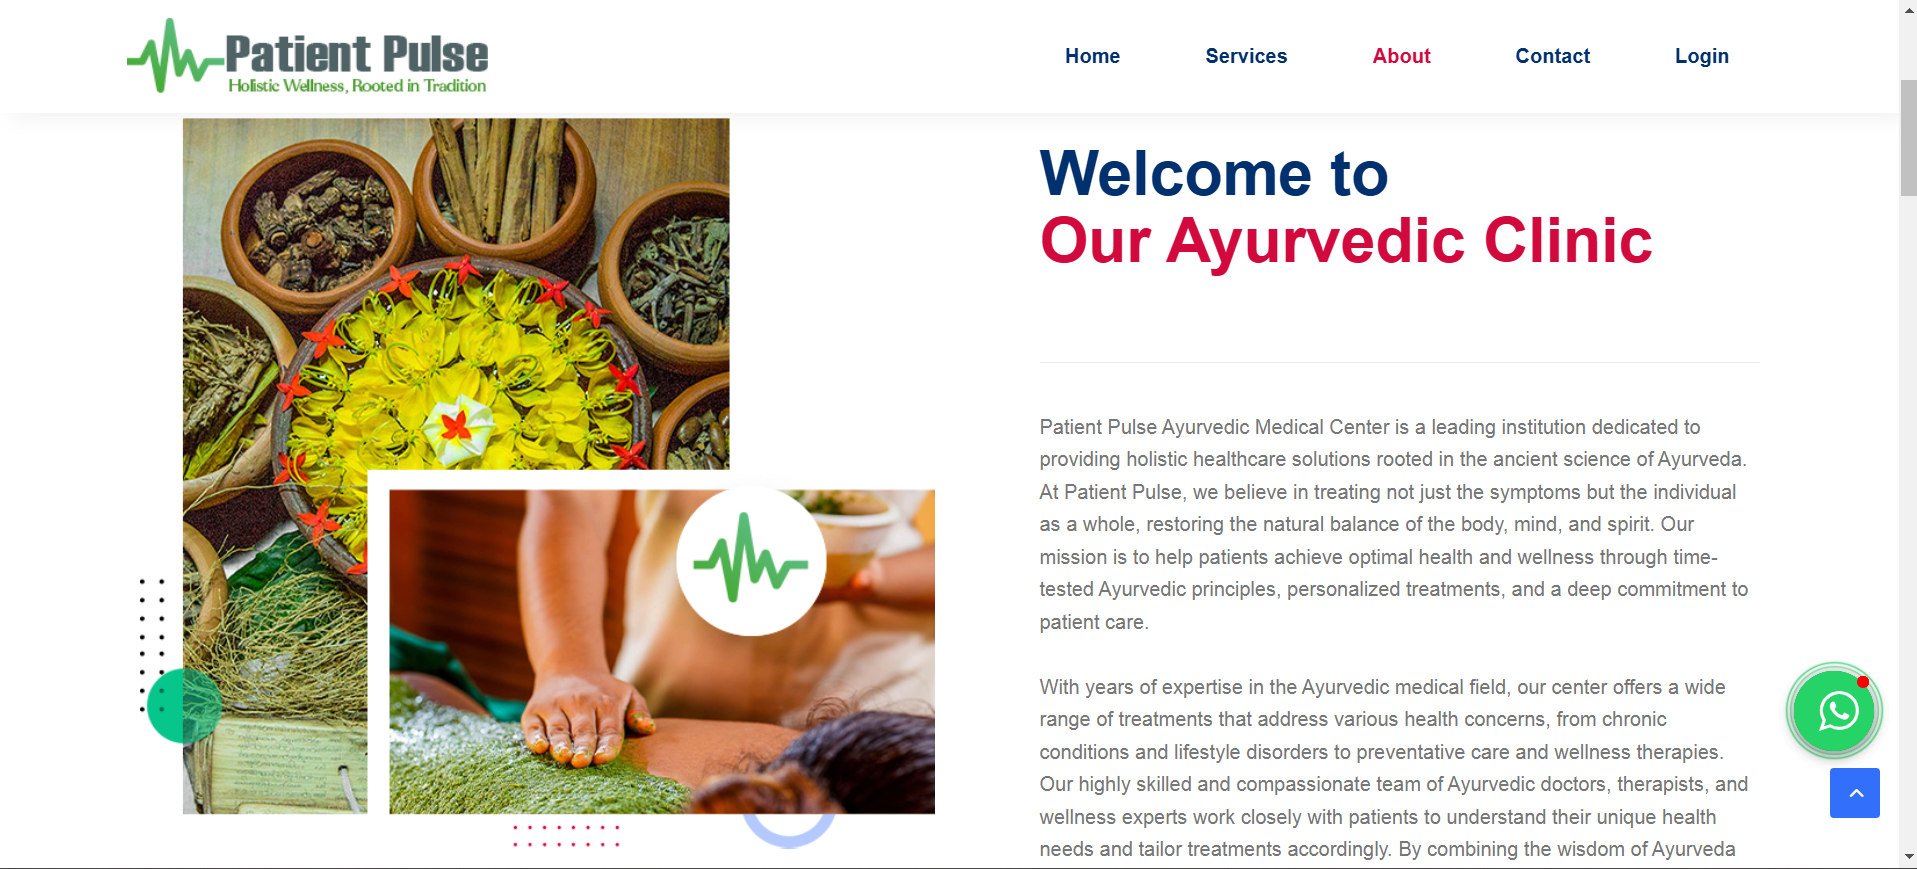 Patient Pulse
Holistic Wellness, Rooted in Tradition
Home
Services
About
Contact
Login
Welcome to
Our Ayurvedic Clinic
Patient Pulse Ayurvedic Medical Center is a leading institution dedicated to
providing holistic healthcare solutions rooted in the ancient science of Ayurveda.
At Patient Pulse, we believe in treating not just the symptoms but the individual
as a whole, restoring the natural balance of the body, mind, and spirit. Our
mission is to help patients achieve optimal health and wellness through time-
tested Ayurvedic principles, personalized treatments, and a deep commitment to
patient care.
With years of expertise in the Ayurvedic medical field, our center offers a wide
range of treatments that address various health concerns, from chronic
conditions and lifestyle disorders to preventative care and wellness therapies.
Our highly skilled and compassionate team of Ayurvedic doctors, therapists, and
wellness experts work closely with patients to understand their unique health
needs and tailor treatments accordingly. By combining the wisdom of Ayurveda